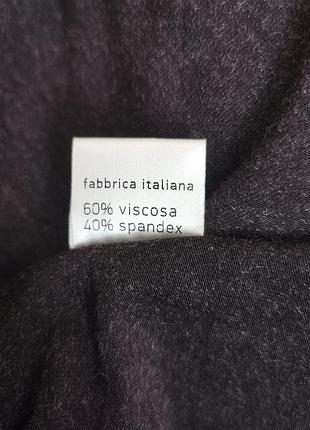 fabbrica italiana
60% viscosa
40% spandex